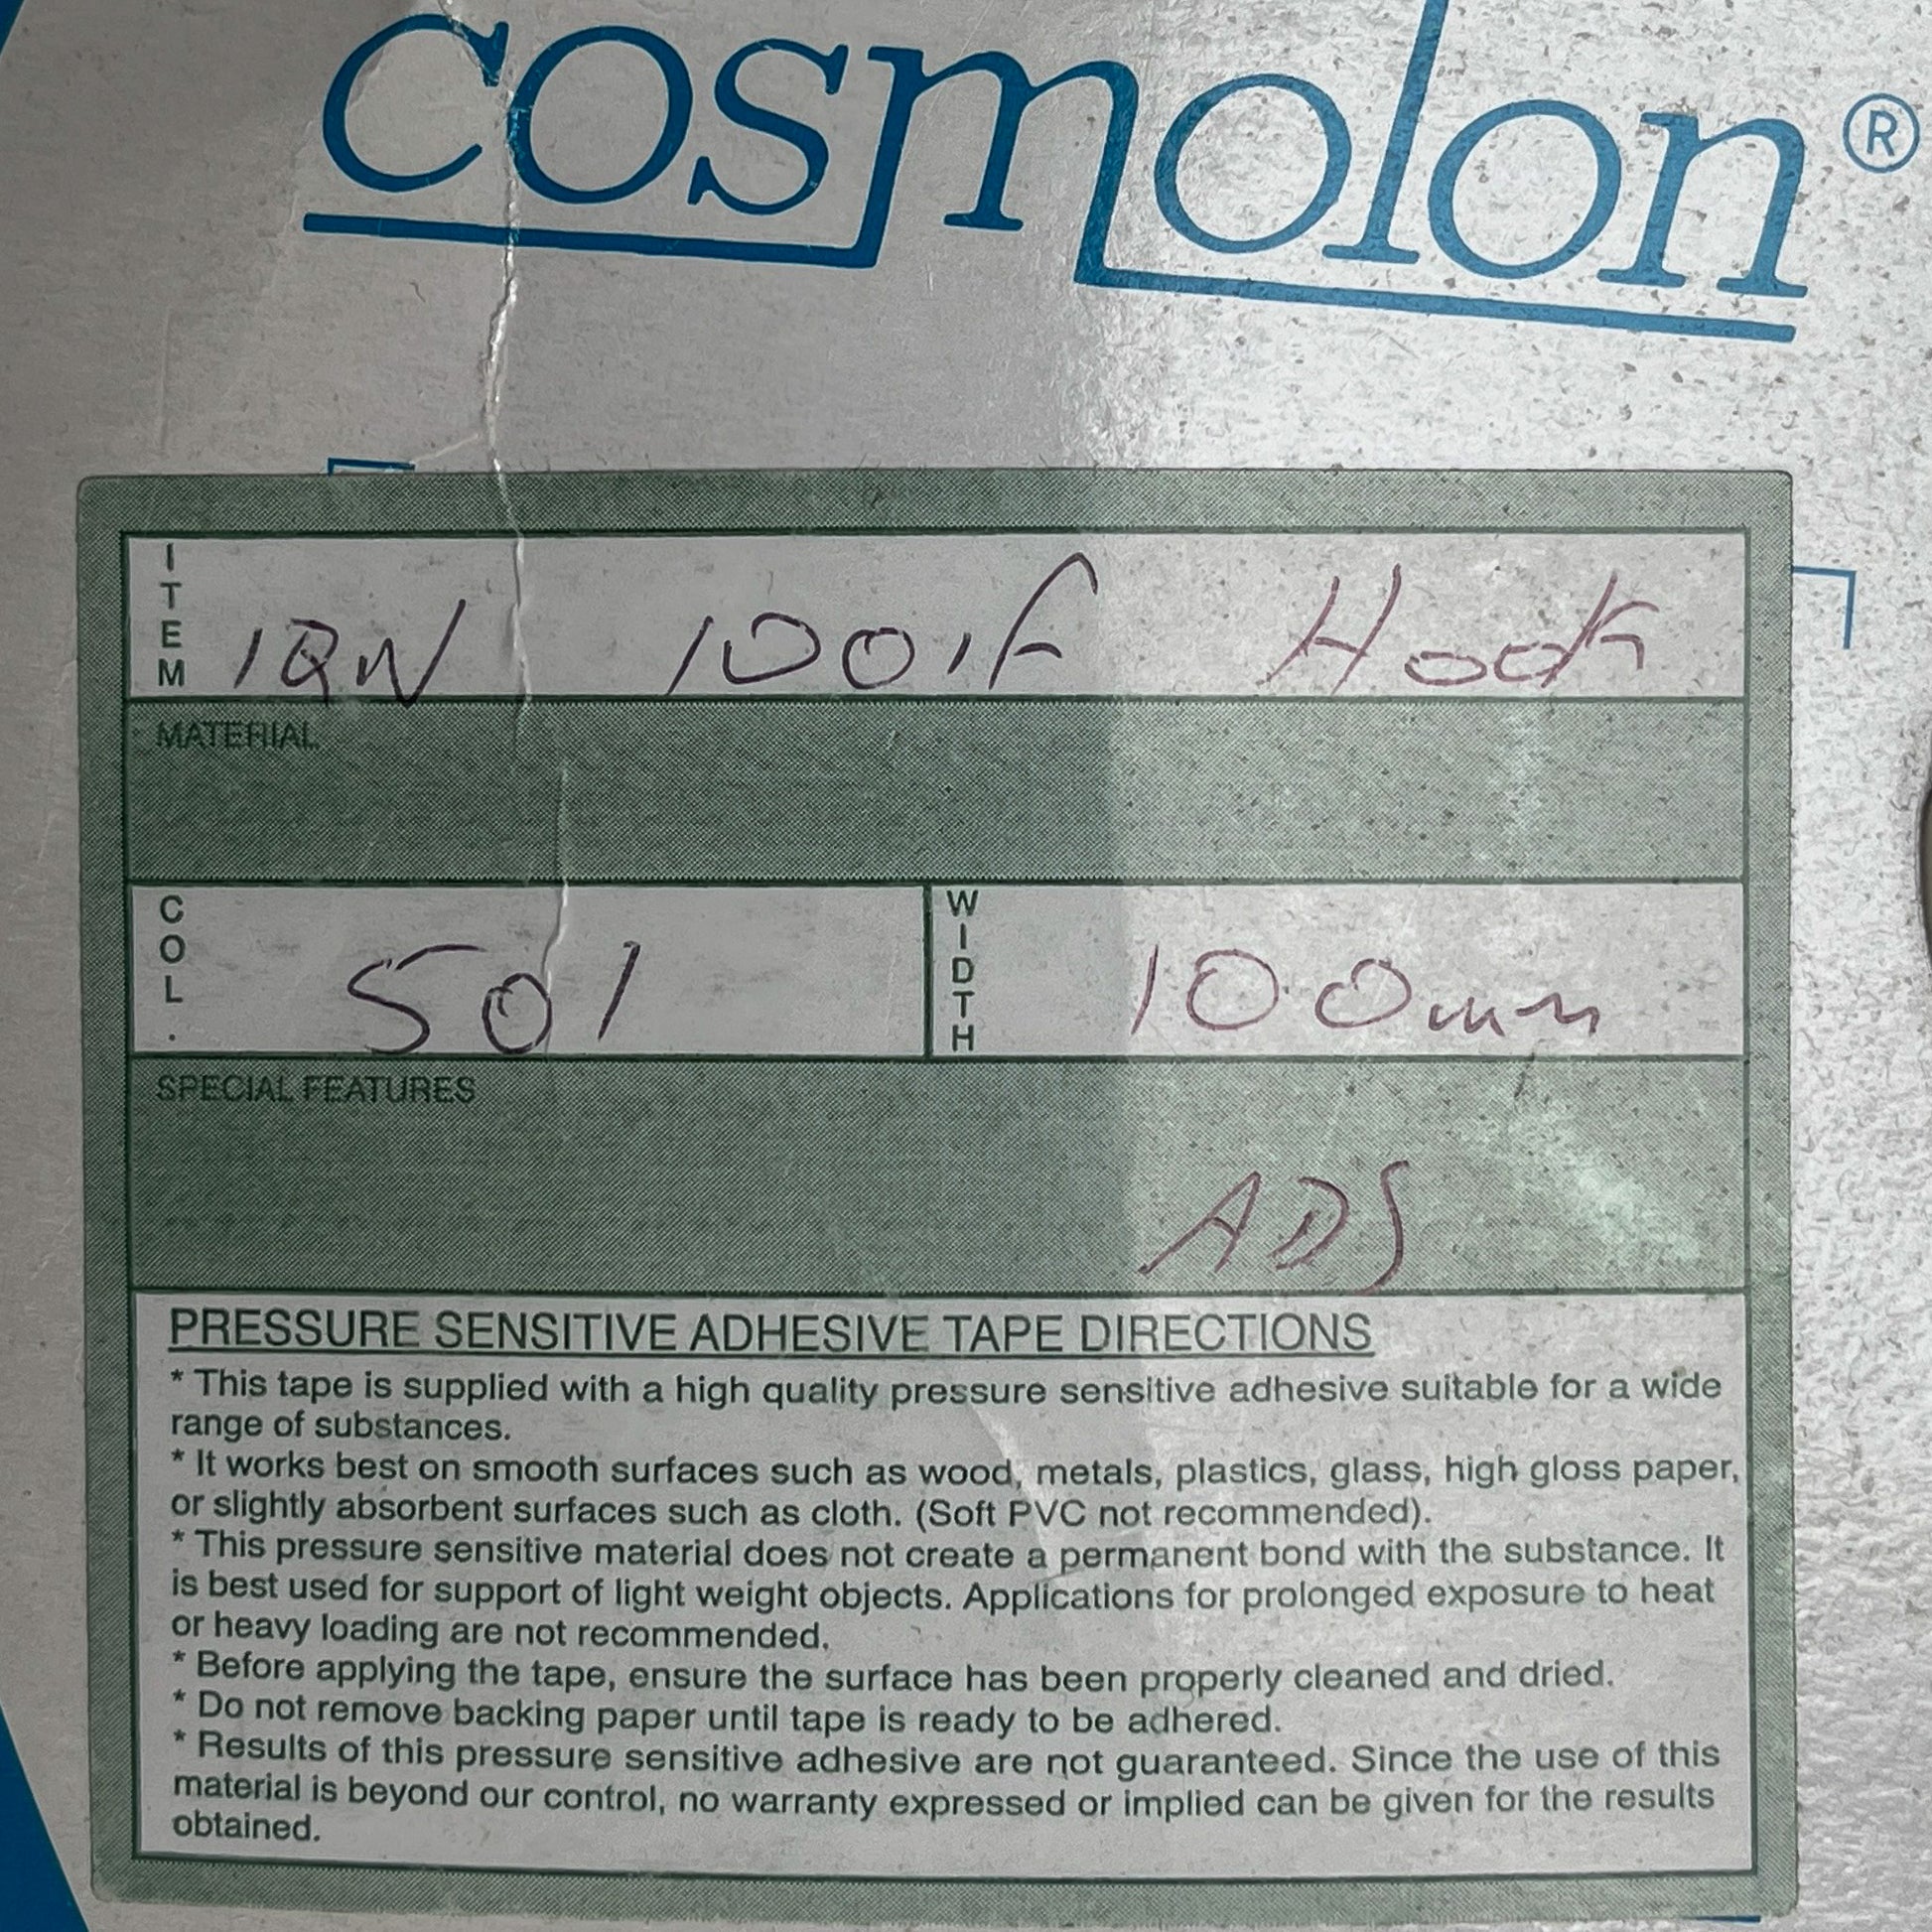 cosmolon®
ITEM 1QN 100 Hook
MATERIAL
COL. 501 WIDTH 100mm
SPECIAL FEATURES
ADS
PRESSURE SENSITIVE ADHESIVE TAPE DIRECTIONS
* This tape is supplied with a high quality pressure sensitive adhesive suitable for a wide
range of substances.
* It works best on smooth surfaces such as wood, metals, plastics, glass, high gloss paper,
or slightly absorbent surfaces such as cloth. (Soft PVC not recommended).
* This pressure sensitive material does not create a permanent bond with the substance. It
is best used for support of light weight objects. Applications for prolonged exposure to heat
or heavy loading are not recommended.
* Before applying the tape, ensure the surface has been properly cleaned and dried.
* Do not remove backing paper until tape is ready to be adhered.
* Results of this pressure sensitive adhesive are not guaranteed. Since the use of this
material is beyond our control, no warranty expressed or implied can be given for the results
obtained.